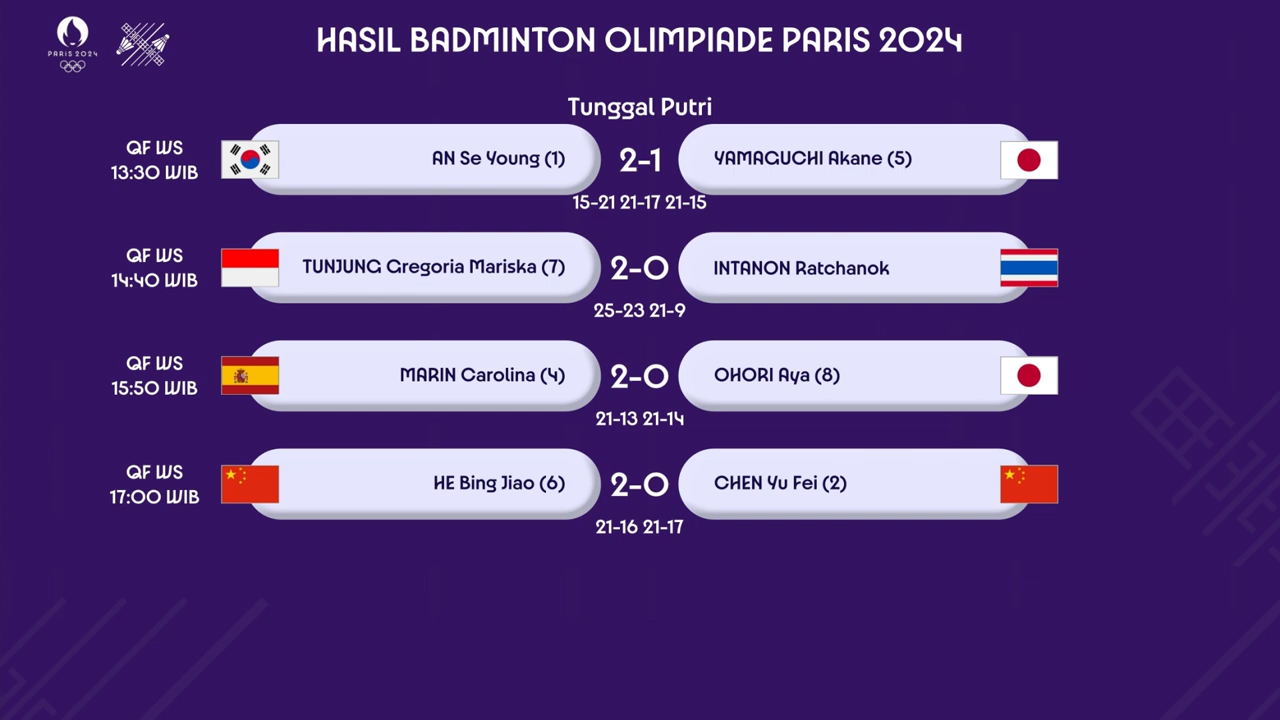 PARIS 2024
HASIL BADMINTON OLIMPIADE PARIS 2024
Tunggal Putri
QF WS
13:30 WIB
AN Se Young (1)
2-1
YAMAGUCHI Akane (5)
15-21 21-17 21-15
QF WS
14:40 WIB
TUNJUNG Gregoria Mariska (7)
2-0
INTANON Ratchanok
25-23 21-9
QF WS
15:50 WIB
MARIN Carolina (4)
2-0
OHORI Aya (8)
21-13 21-14
QF WS
17:00 WIB
HE Bing Jiao (6)
2-0
CHEN Yu Fei (2)
21-16 21-17